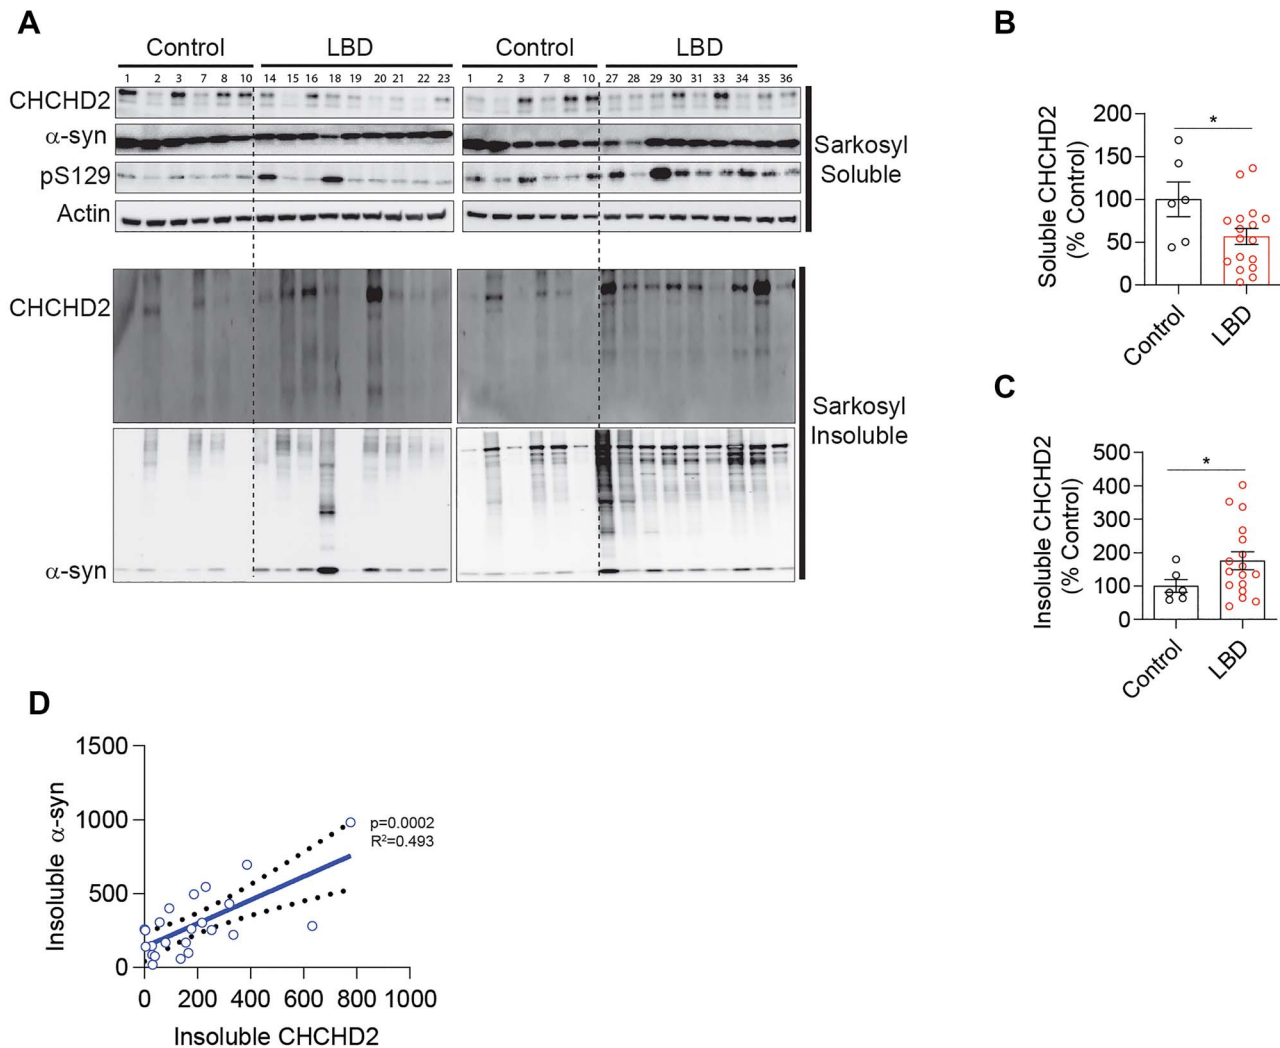 A
Control LBD Control LBD
1 2 3 7 8 10 14 15 16 18 19 20 21 22 23 1 2 3 7 8 10 27 28 29 30 31 33 34 35 36
CHCHD2
α-syn
pS129
Actin
Sarkosyl
Soluble
CHCHD2
α-syn
Sarkosyl
Insoluble
B
Soluble CHCHD2
(% Control)
200
150
100
50
0
*
Control LBD
C
Insoluble CHCHD2
(% Control)
500
400
300
200
100
0
*
Control LBD
D
Insoluble α-syn
1500
1000
500
0
p=0.0002
R²=0.493
0 200 400 600 800 1000
Insoluble CHCHD2